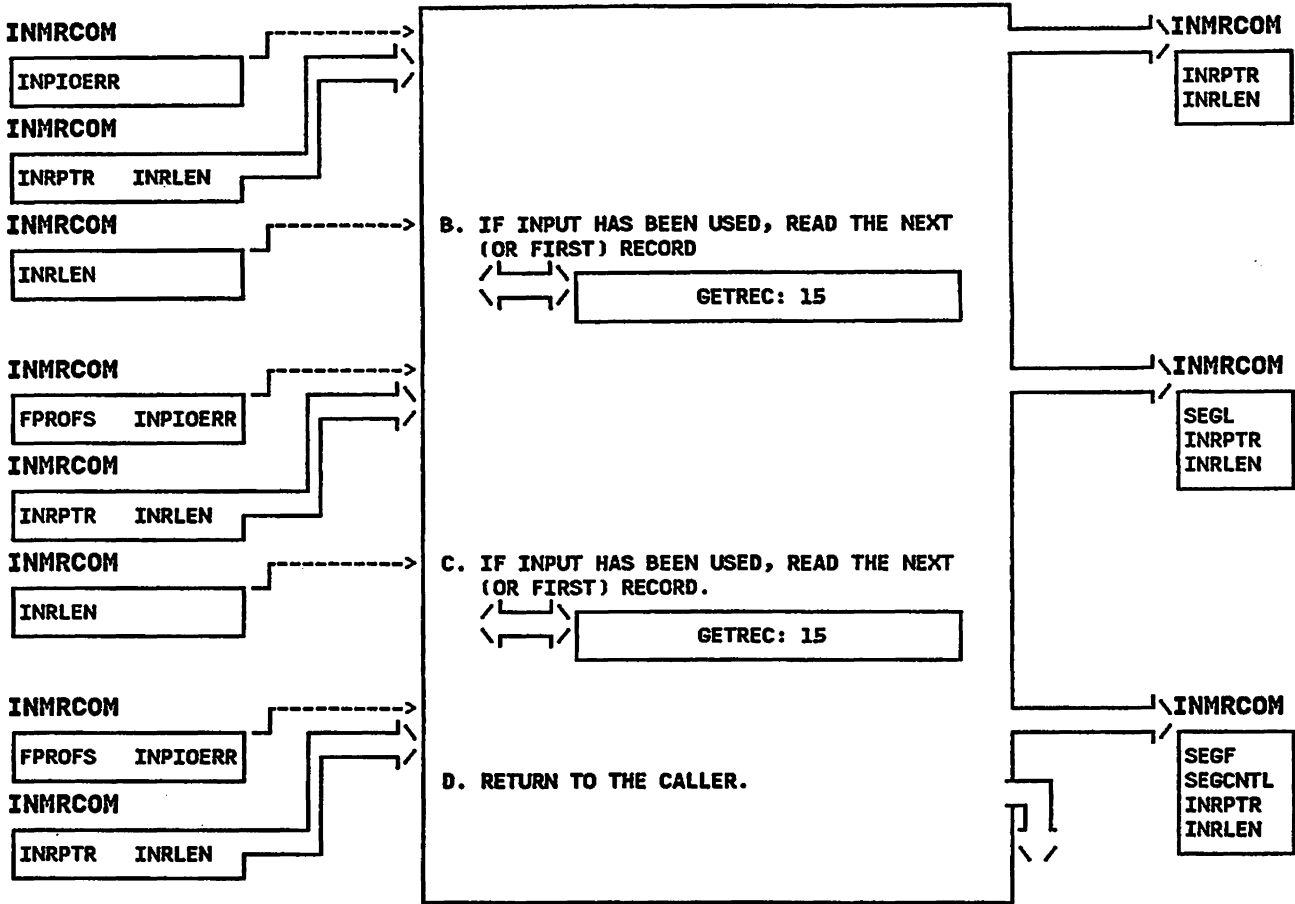 INMRCOM
INPIOERR
INMRCOM
INRPTR INRLEN
INMRCOM
INRLEN
INMRCOM
FPROFS INPIOERR
INMRCOM
INRPTR INRLEN
INMRCOM
INRLEN
INMRCOM
FPROFS INPIOERR
INMRCOM
INRPTR INRLEN
B. IF INPUT HAS BEEN USED, READ THE NEXT
(OR FIRST) RECORD
GETREC: 15
C. IF INPUT HAS BEEN USED, READ THE NEXT
(OR FIRST) RECORD.
GETREC: 15
D. RETURN TO THE CALLER.
INMRCOM
INRPTR
INRLEN
INMRCOM
SEGL
INRPTR
INRLEN
INMRCOM
SEGF
SEGCNTL
INRPTR
INRLEN